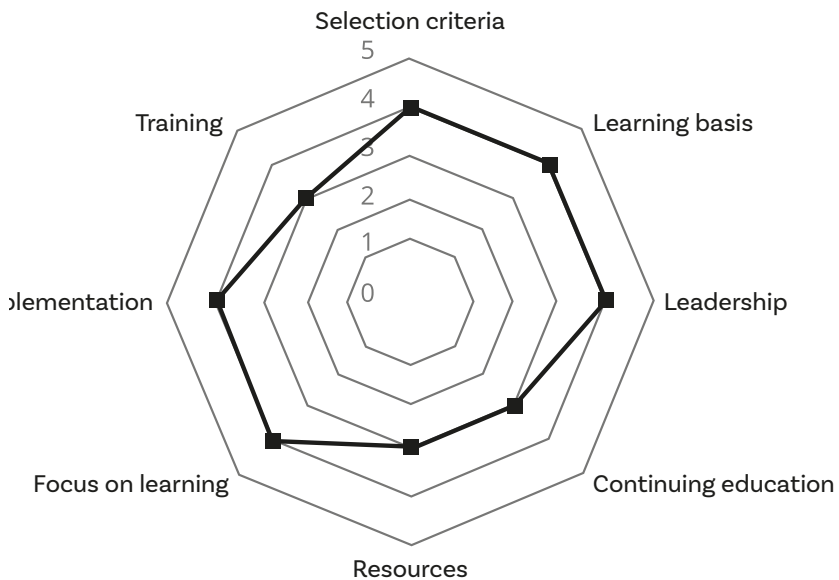 Selection criteria
5
4
Training
Learning basis
3
2
1
0
plementation
Leadership
Focus on learning
Continuing education
Resources